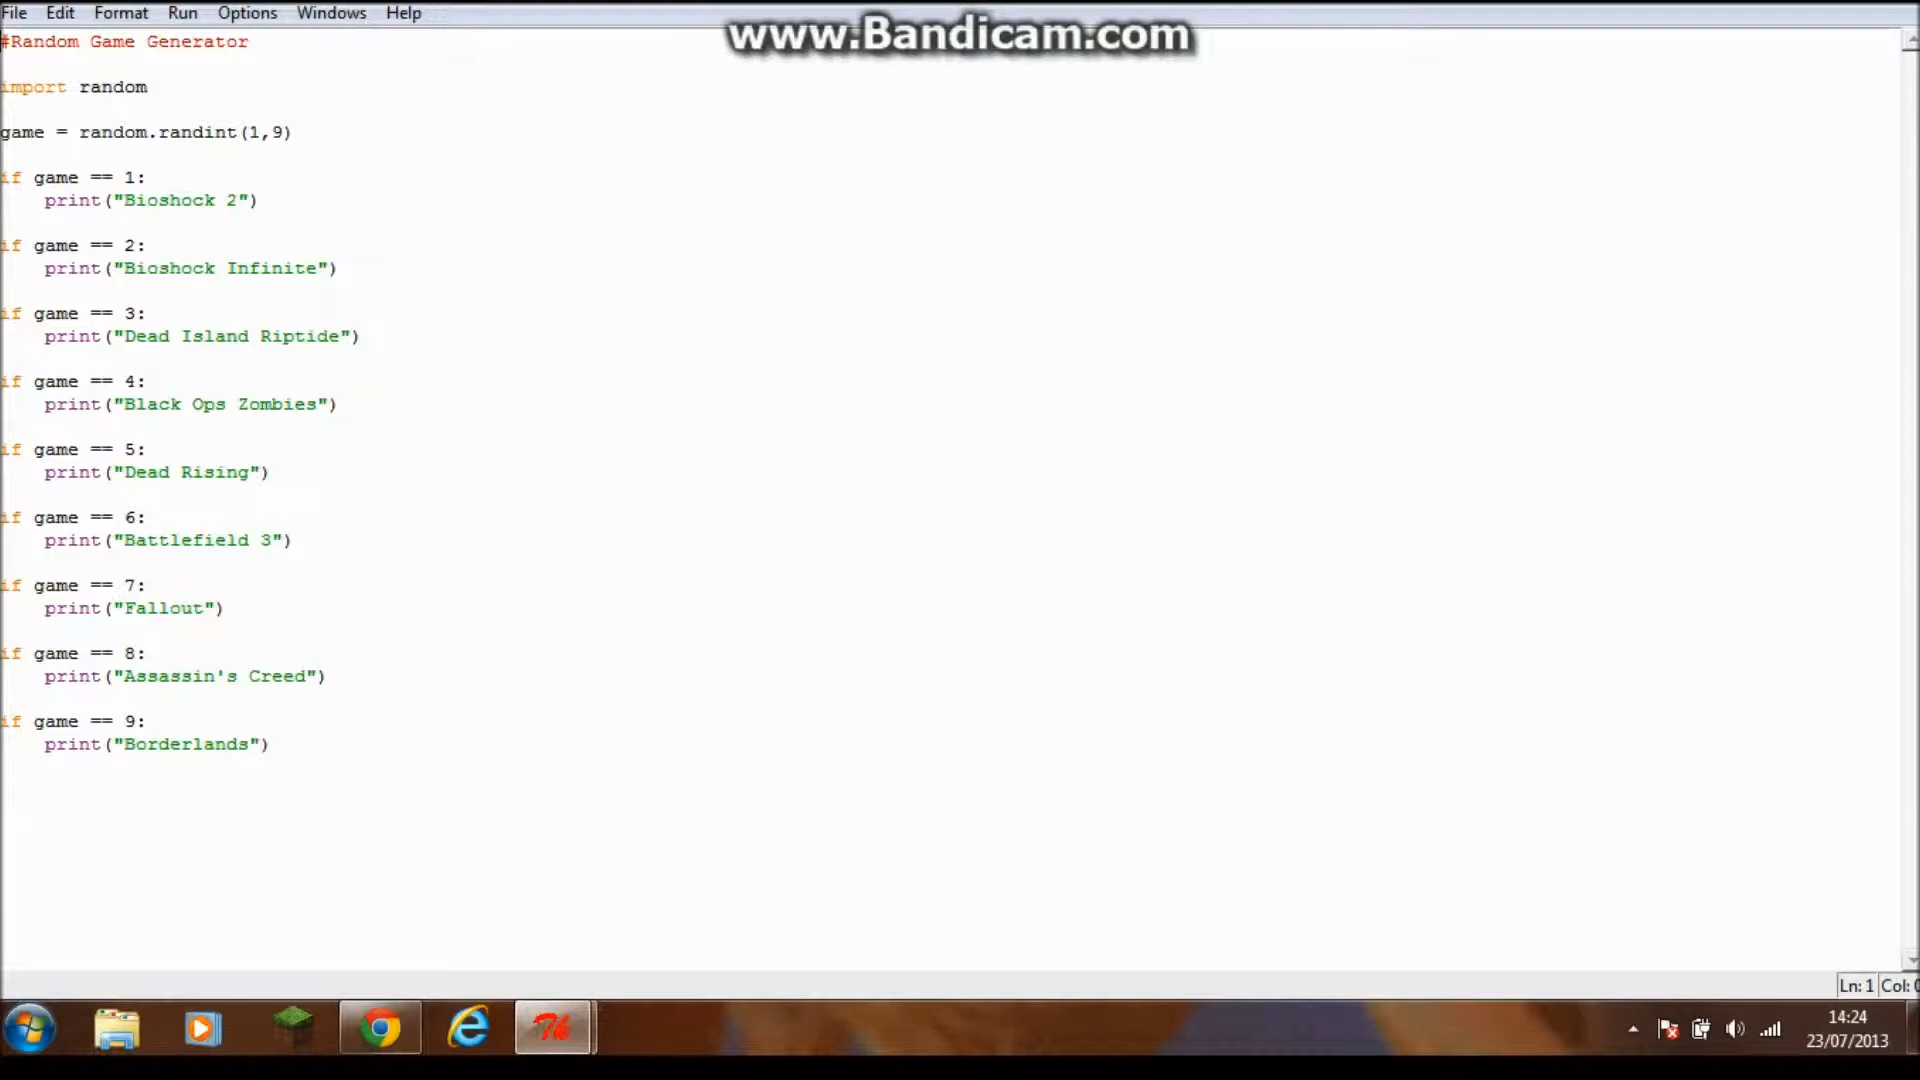 File Edit Format Run Options Windows Help
www.Bandicam.com
#Random Game Generator
import random
game = random.randint(1,9)
if game == 1:
print("Bioshock 2")
if game == 2:
print("Bioshock Infinite")
if game == 3:
print("Dead Island Riptide")
if game == 4:
print("Black Ops Zombies")
if game == 5:
print("Dead Rising")
if game == 6:
print("Battlefield 3")
if game == 7:
print("Fallout")
if game == 8:
print("Assassin's Creed")
if game == 9:
print("Borderlands")
Ln: 1 Col: 0
14:24
23/07/2013